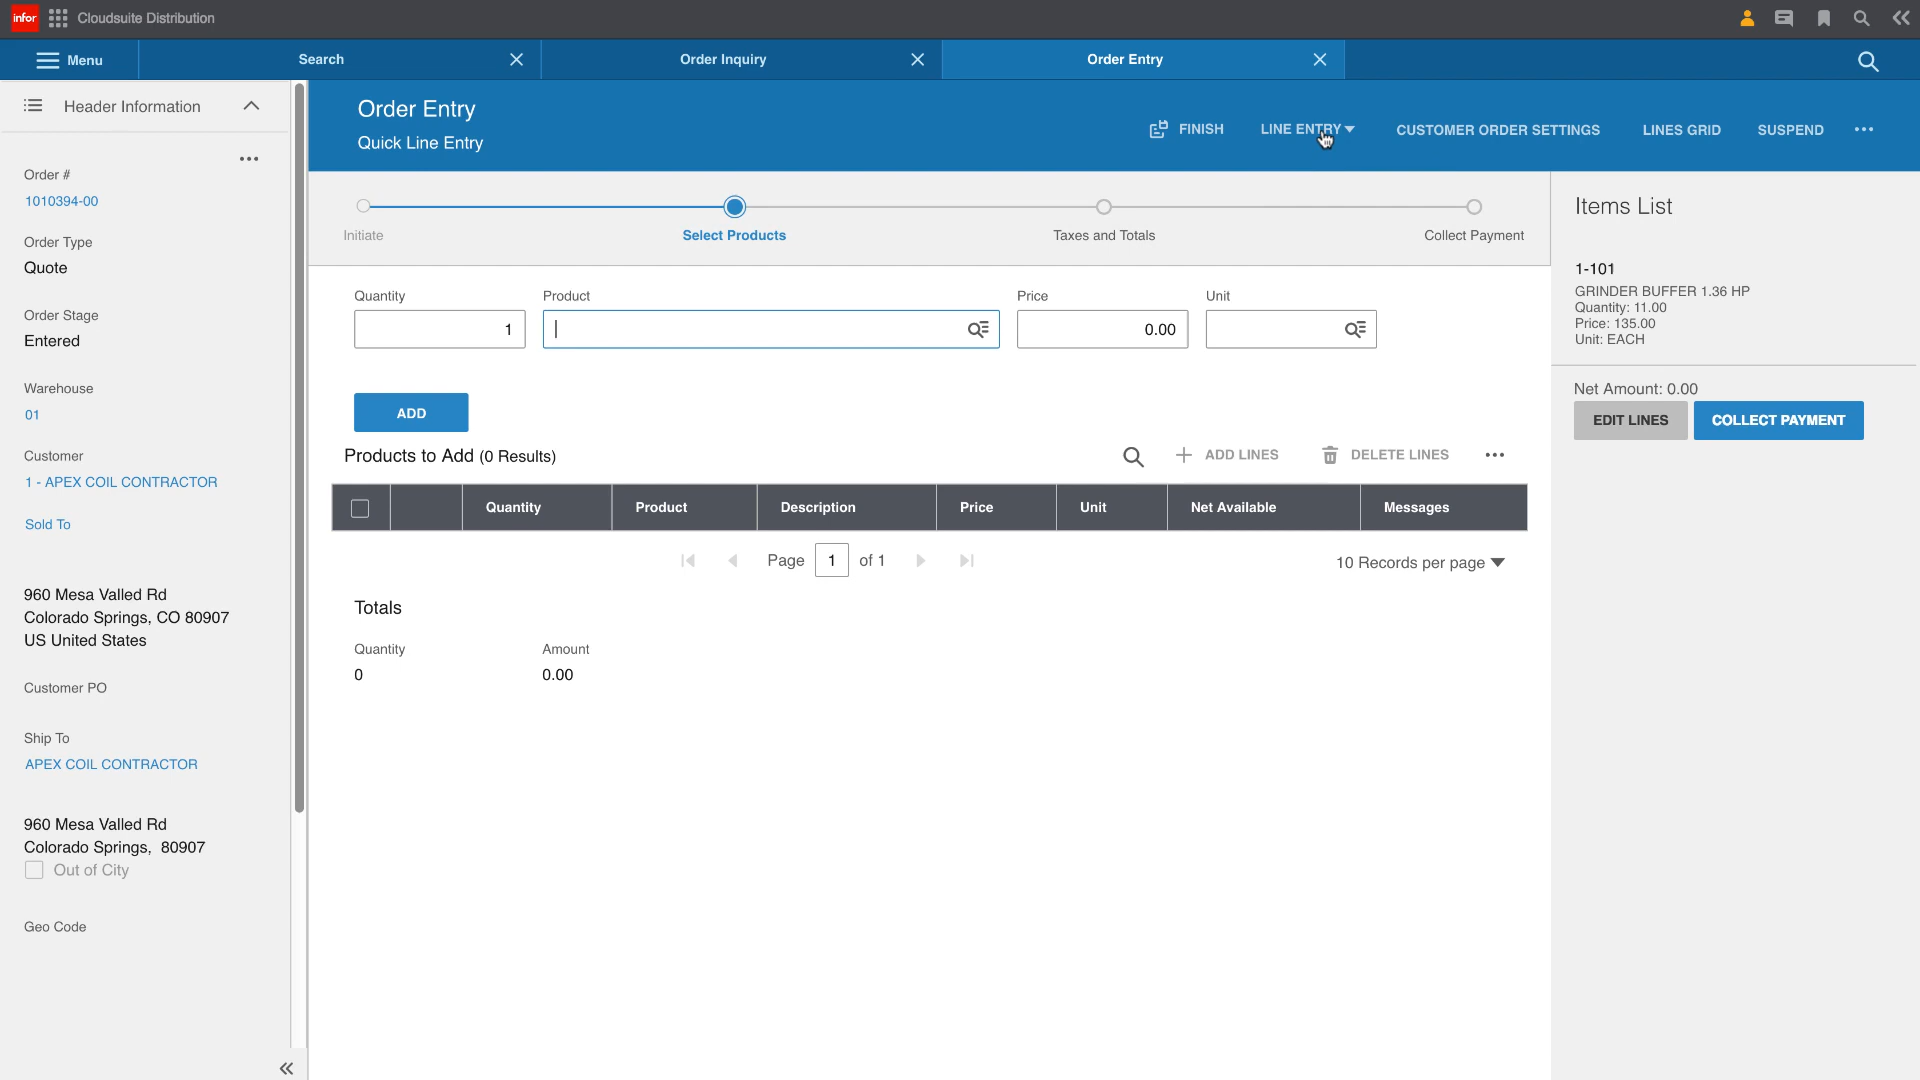 infor
Cloudsuite Distribution
Menu
Search
Order Inquiry
Order Entry
Header Information
Order #
1010394-00
Order Type
Quote
Order Stage
Entered
Warehouse
01
Customer
1 - APEX COIL CONTRACTOR
Sold To
960 Mesa Valled Rd
Colorado Springs, CO 80907
US United States
Customer PO
Ship To
APEX COIL CONTRACTOR
960 Mesa Valled Rd
Colorado Springs,  80907
Out of City
Geo Code
Order Entry
Quick Line Entry
FINISH
LINE ENTRY
CUSTOMER ORDER SETTINGS
LINES GRID
SUSPEND
Initiate
Select Products
Taxes and Totals
Collect Payment
Quantity
Product
Price
Unit
1
0.00
ADD
Products to Add (0 Results)
ADD LINES
DELETE LINES
Quantity
Product
Description
Price
Unit
Net Available
Messages
Page 1 of 1
10 Records per page
Totals
Quantity
Amount
0
0.00
Items List
1-101
GRINDER BUFFER 1.36 HP
Quantity: 11.00
Price: 135.00
Unit: EACH
Net Amount: 0.00
EDIT LINES
COLLECT PAYMENT